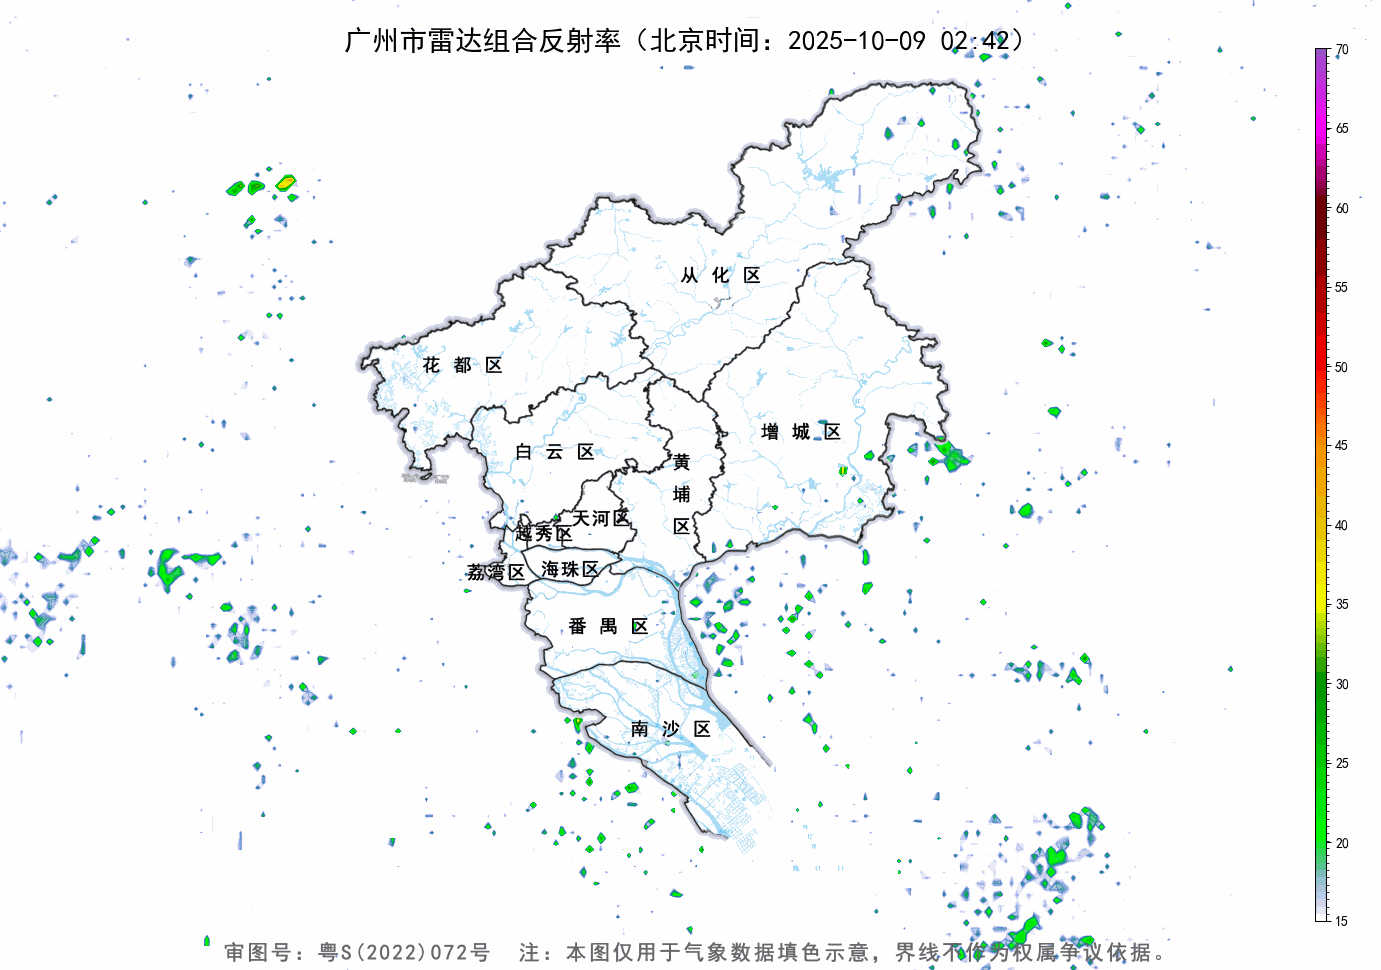 广州市雷达组合反射率（北京时间：2025-10-09 02:42）
70
65
60
55
50
45
40
35
30
25
20
15
从化区
花都区
增城区
白云区
黄埔区
天河区
越秀区
荔湾区
海珠区
番禺区
南沙区
审图号：粤S(2022)072号 注：本图仅用于气象数据填色示意，界线不作为权属争议依据。